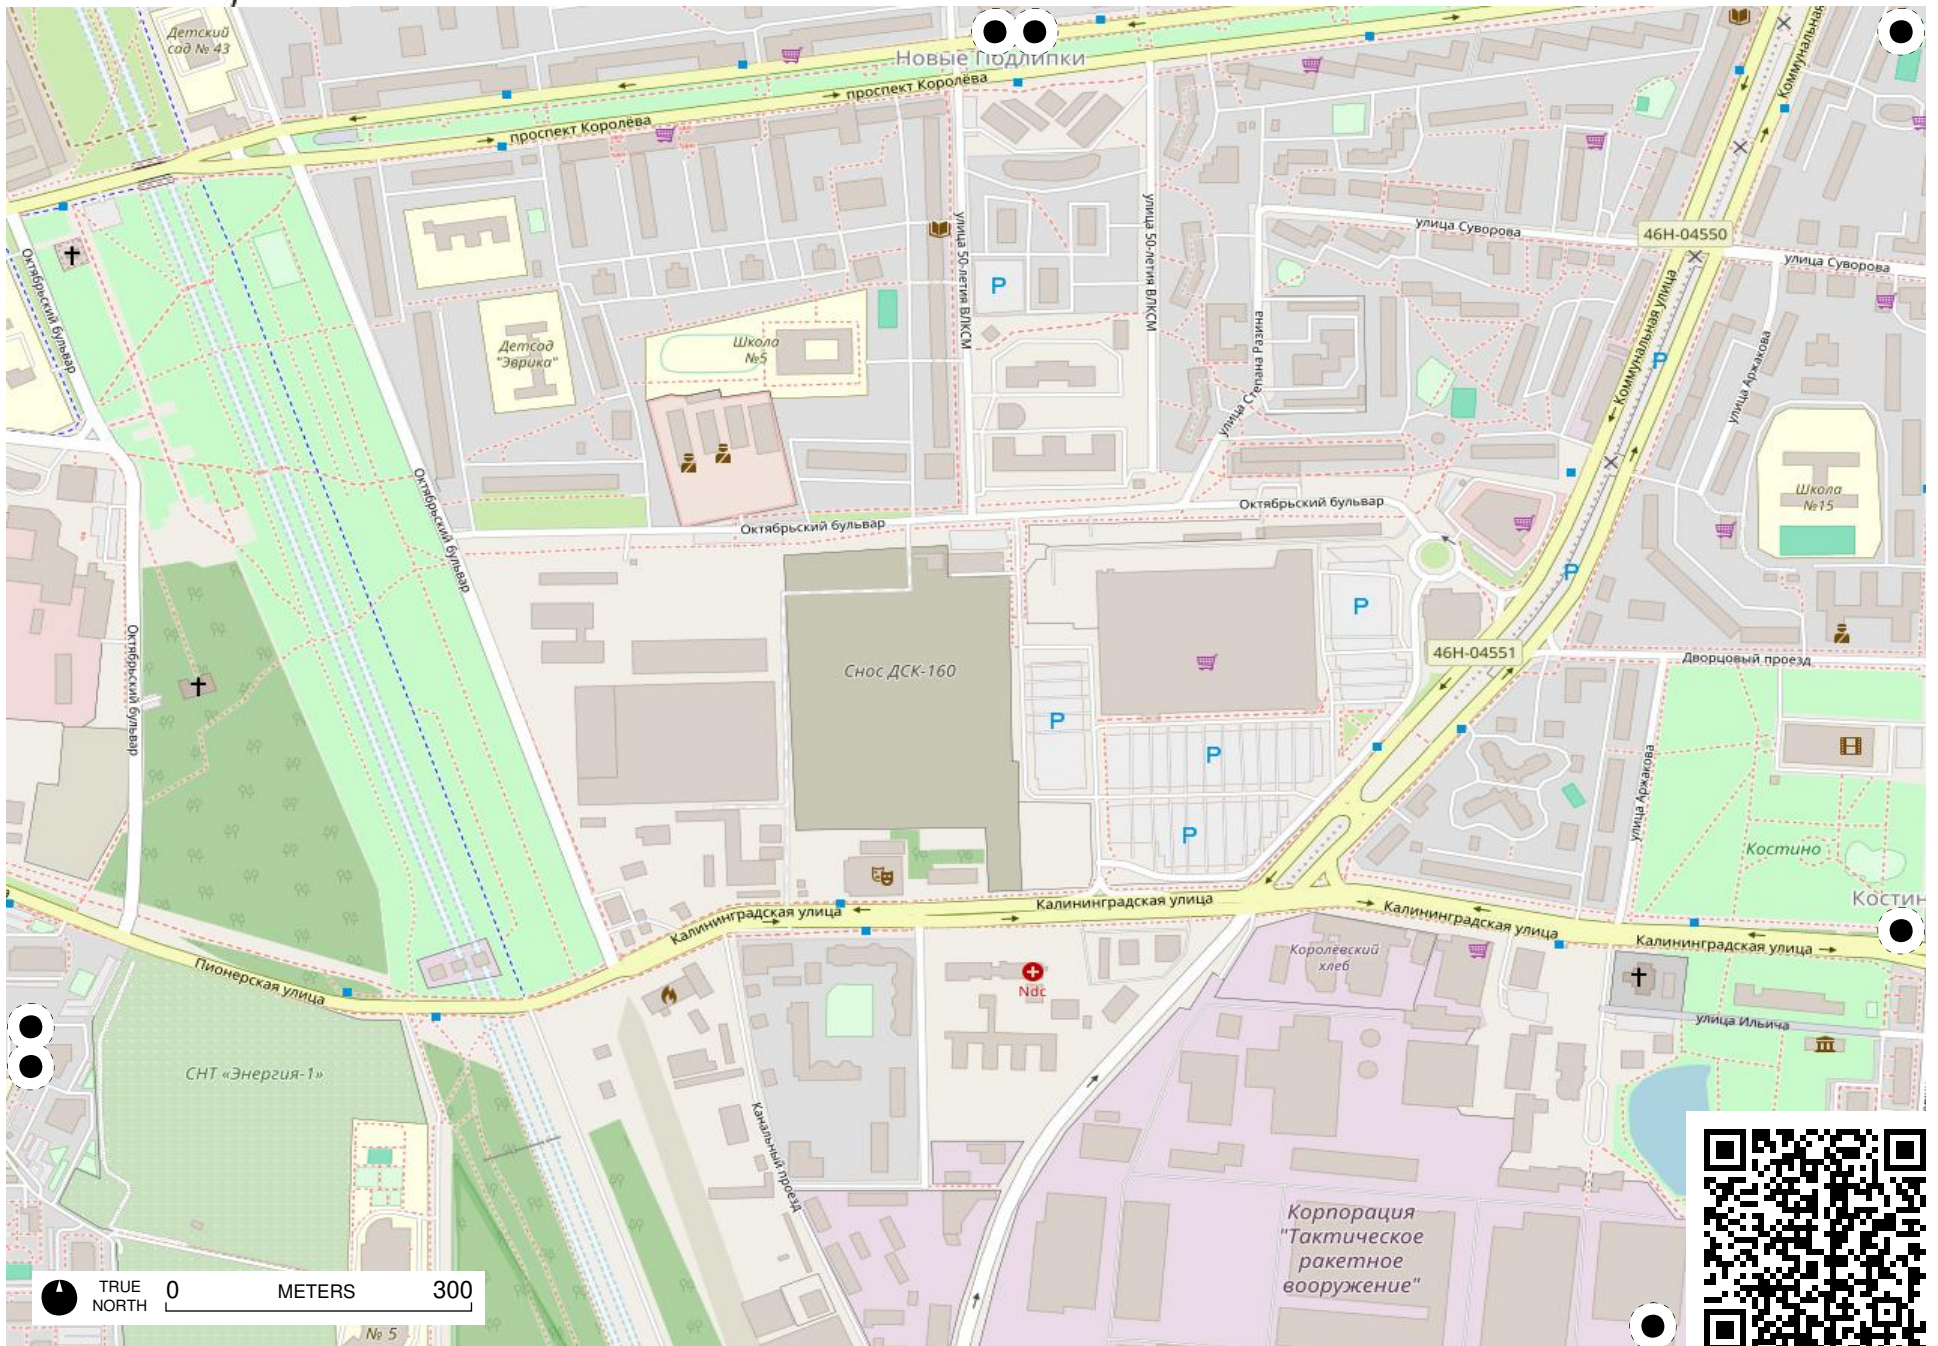 Детский
сад № 43
Новые Подлипки
Коммунальная
проспект Королёва
проспект Королёва
улица Суворова
46Н-04550
улица Суворова
Октябрьский бульвар
улица 50-летия ВЛКСМ
улица 50-летия ВЛКСМ
P
Детсад
"Эврика"
Школа
№5
улица Степана Разина
Коммунальная улица
P
улица Аржакова
Октябрьский бульвар
Школа
№15
Октябрьский бульвар
Октябрьский бульвар
P
P
Октябрьский бульвар
Снос ДСК-160
46Н-04551
Дворцовый проезд
P
P
P
улица Аржакова
Костино
Костин
Калининградская улица
Калининградская улица
Калининградская улица
Калининградская улица
Пионерская улица
Королёвский
хлеб
Ndc
улица Ильича
СНТ «Энергия-1»
Канальный проезд
Корпорация
"Тактическое
ракетное
вооружение"
TRUE
NORTH
0 METERS 300
№ 5